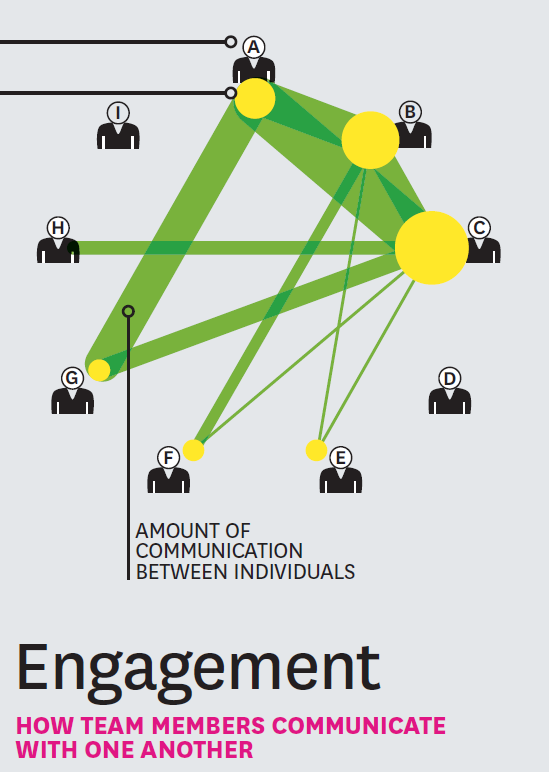 A
B
I
H
C
G
D
F
E
AMOUNT OF
COMMUNICATION
BETWEEN INDIVIDUALS
Engagement
HOW TEAM MEMBERS COMMUNICATE
WITH ONE ANOTHER